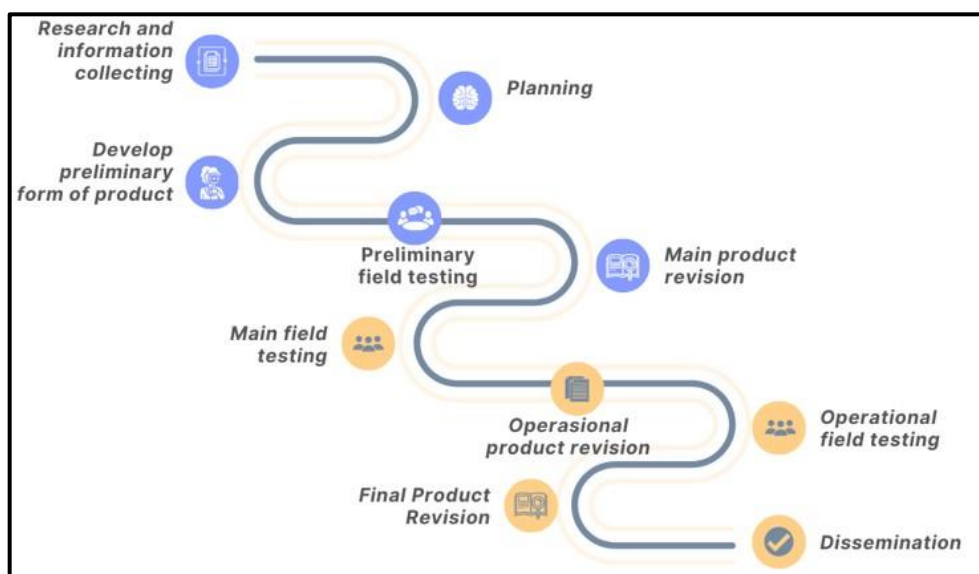 Research and
information
collecting
Planning
Develop
preliminary
form of product
Preliminary
field testing
Main product
revision
Main field
testing
Operasional
product revision
Operational
field testing
Final Product
Revision
Dissemination